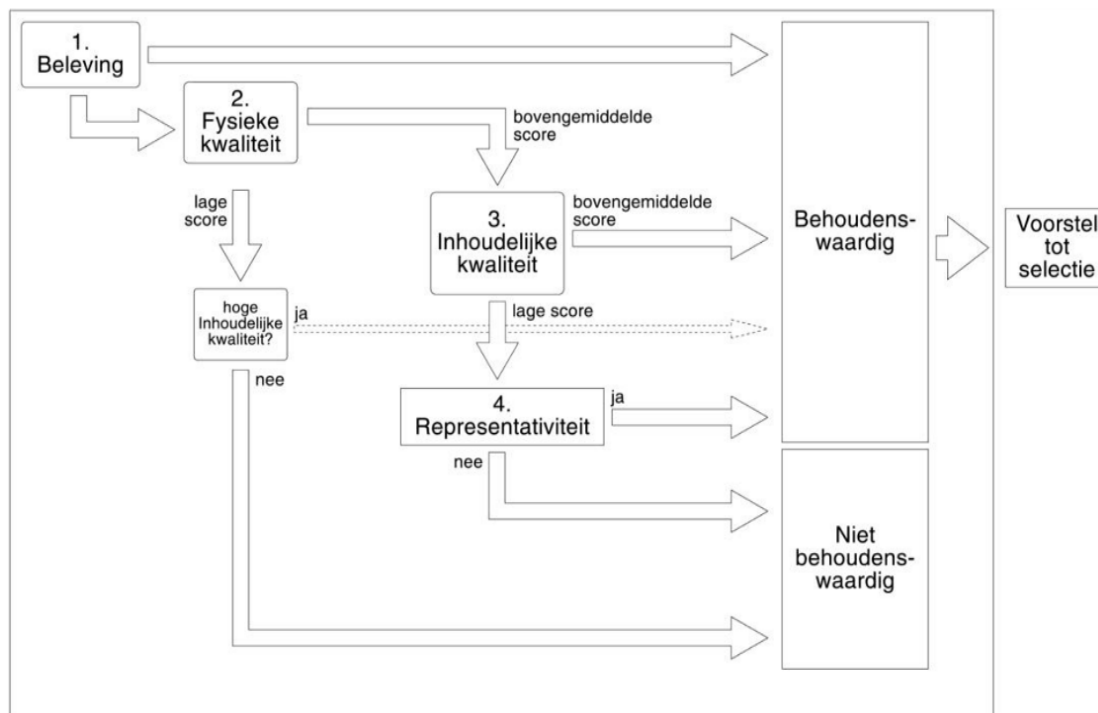 1.
Beleving
2.
Fysieke
kwaliteit
bovengemiddelde
score
lage
score
3.
Inhoudelijke
kwaliteit
bovengemiddelde
score
Behoudens-
waardig
Voorstel
tot
selectie
hoge
Inhoudelijke
kwaliteit?
ja
lage score
nee
4.
Representativiteit
ja
nee
Niet
behoudens-
waardig